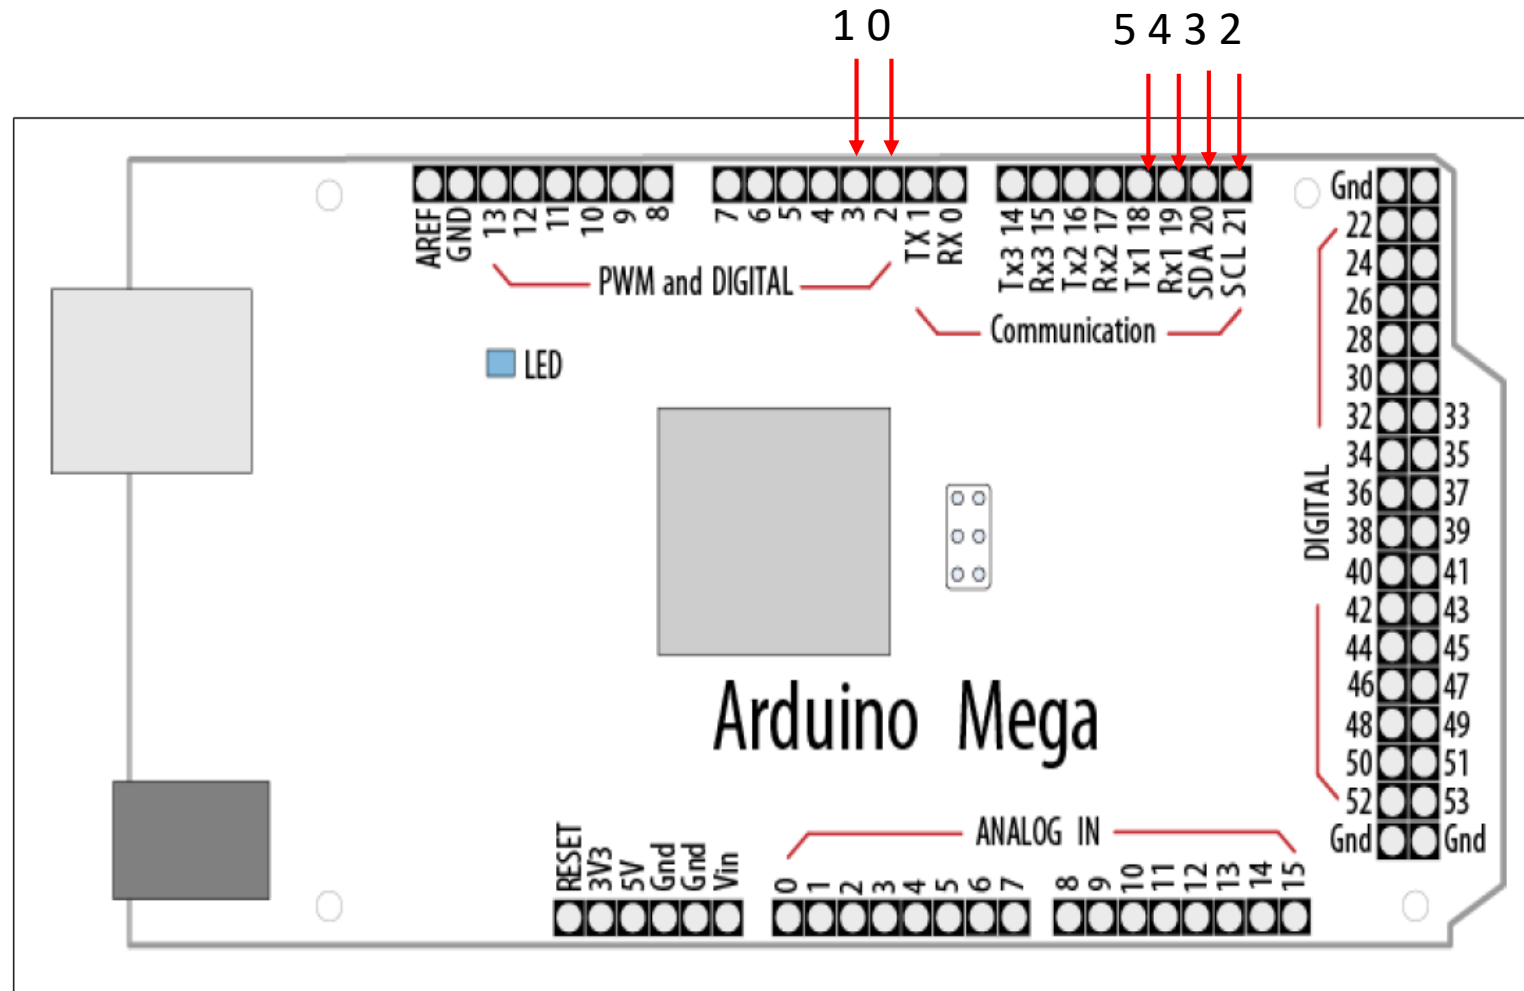 1 0
5 4 3 2
AREF
GND
13
12
11
10
9
8
7
6
5
4
3
2
TX 1
RX 0
Tx3 14
Rx3 15
Tx2 16
Rx2 17
Tx1 18
Rx1 19
SDA 20
SCL 21
PWM and DIGITAL
Communication
LED
Gnd
22
24
26
28
30
32 33
34 35
36 37
38 39
40 41
42 43
44 45
46 47
48 49
50 51
52 53
Gnd Gnd
DIGITAL
Arduino Mega
ANALOG IN
RESET
3V3
5V
Gnd
Gnd
Vin
0
1
2
3
4
5
6
7
8
9
10
11
12
13
14
15